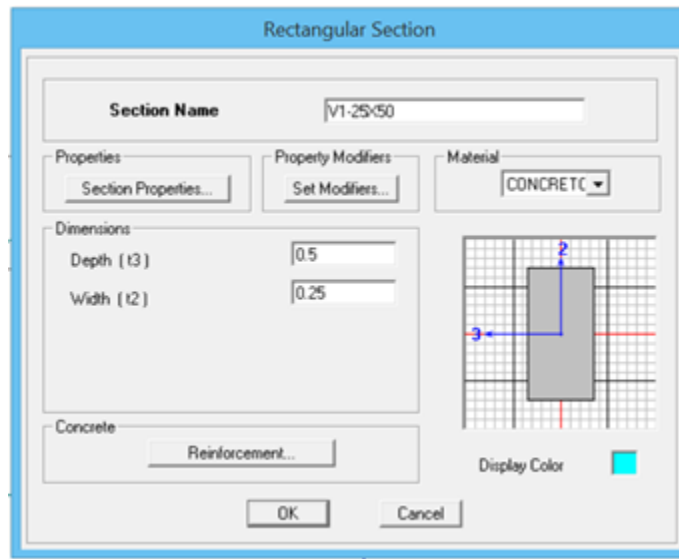 Rectangular Section
Section Name V1-25X50
Properties
Section Properties...
Property Modifiers
Set Modifiers...
Material
CONCRETC
Dimensions
Depth (t3) 0.5
Width (t2) 0.25
2
3
Concrete
Reinforcement...
Display Color
OK Cancel